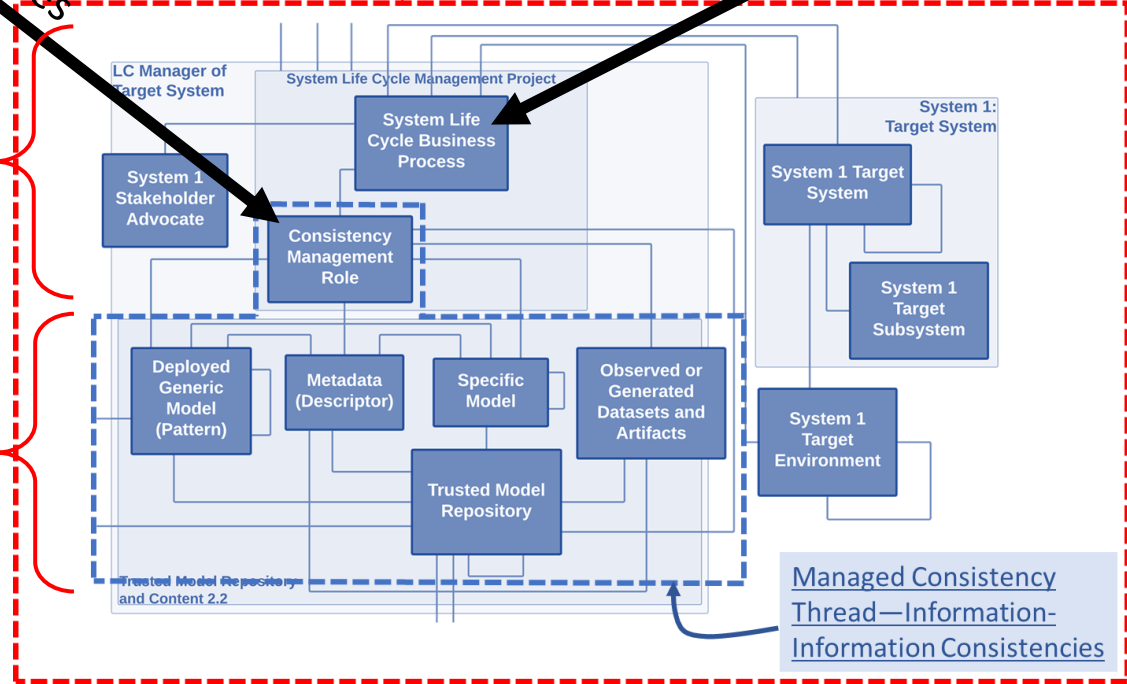 cs
LC Manager of
Target System
System Life Cycle Management Project
System Life
Cycle Business
Process
System 1:
Target System
System 1
Stakeholder
Advocate
System 1 Target
System
Consistency
Management
Role
System 1
Target
Subsystem
Deployed
Generic
Model
(Pattern)
Metadata
(Descriptor)
Specific
Model
Observed or
Generated
Datasets and
Artifacts
System 1
Target
Environment
Trusted Model
Repository
Trusted Model Repository
and Content 2.2
Managed Consistency
Thread—Information-
Information Consistencies